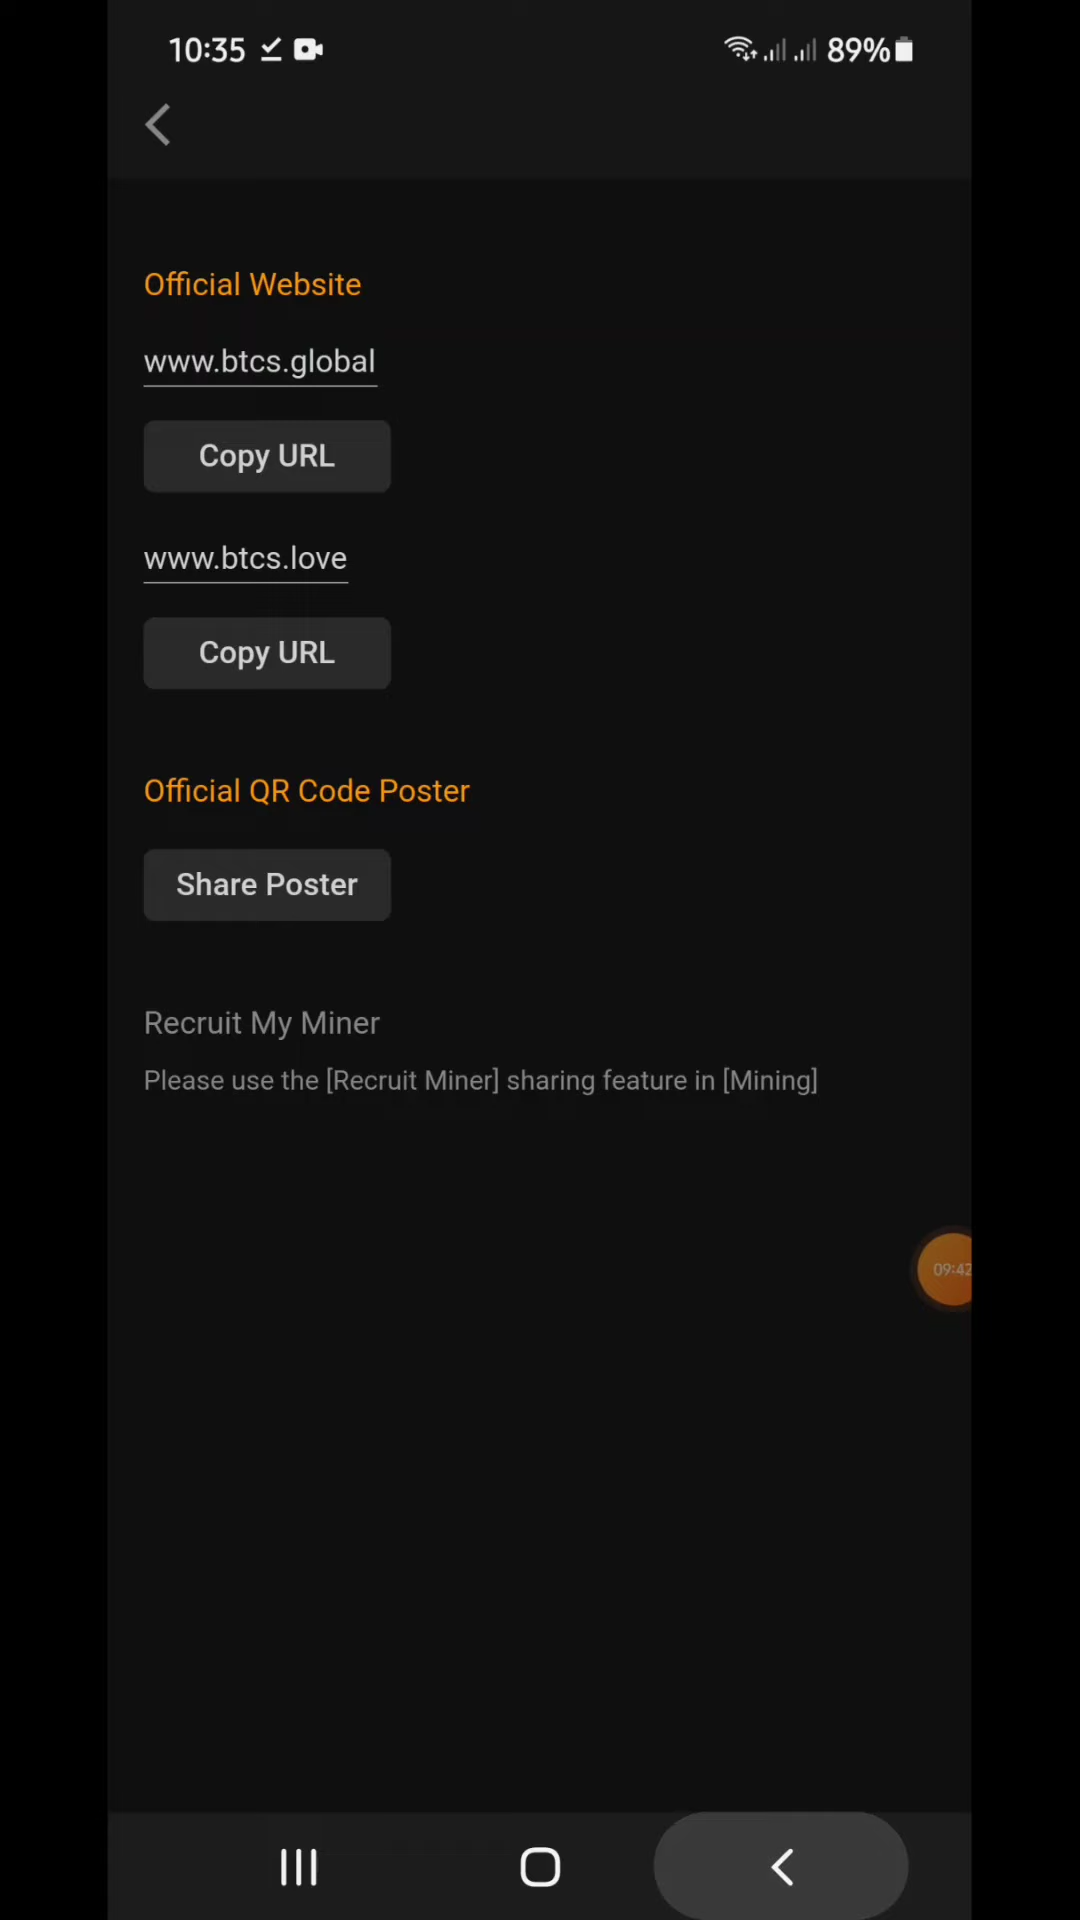 10:35
89%
Official Website
www.btcs.global
Copy URL
www.btcs.love
Copy URL
Official QR Code Poster
Share Poster
Recruit My Miner
Please use the [Recruit Miner] sharing feature in [Mining]
09:42